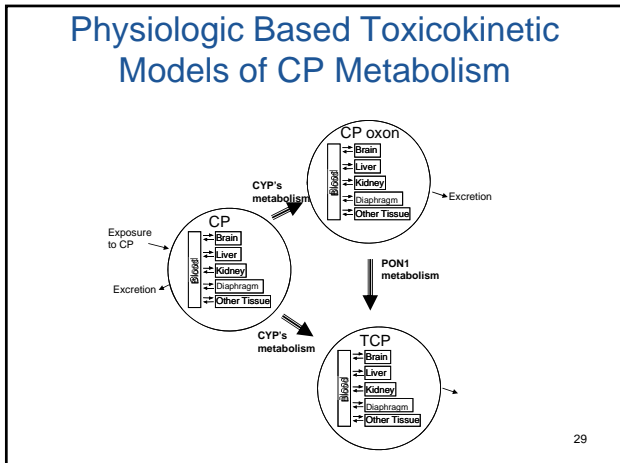 Physiologic Based Toxicokinetic
Models of CP Metabolism
CP oxon
Brain
Liver
Kidney
Diaphragm
Other Tissue
Blood
Excretion
CYP's
metabolism
CP
Brain
Liver
Kidney
Diaphragm
Other Tissue
Blood
Exposure
to CP
Excretion
PON1
metabolism
CYP's
metabolism
TCP
Brain
Liver
Kidney
Diaphragm
Other Tissue
Blood
29